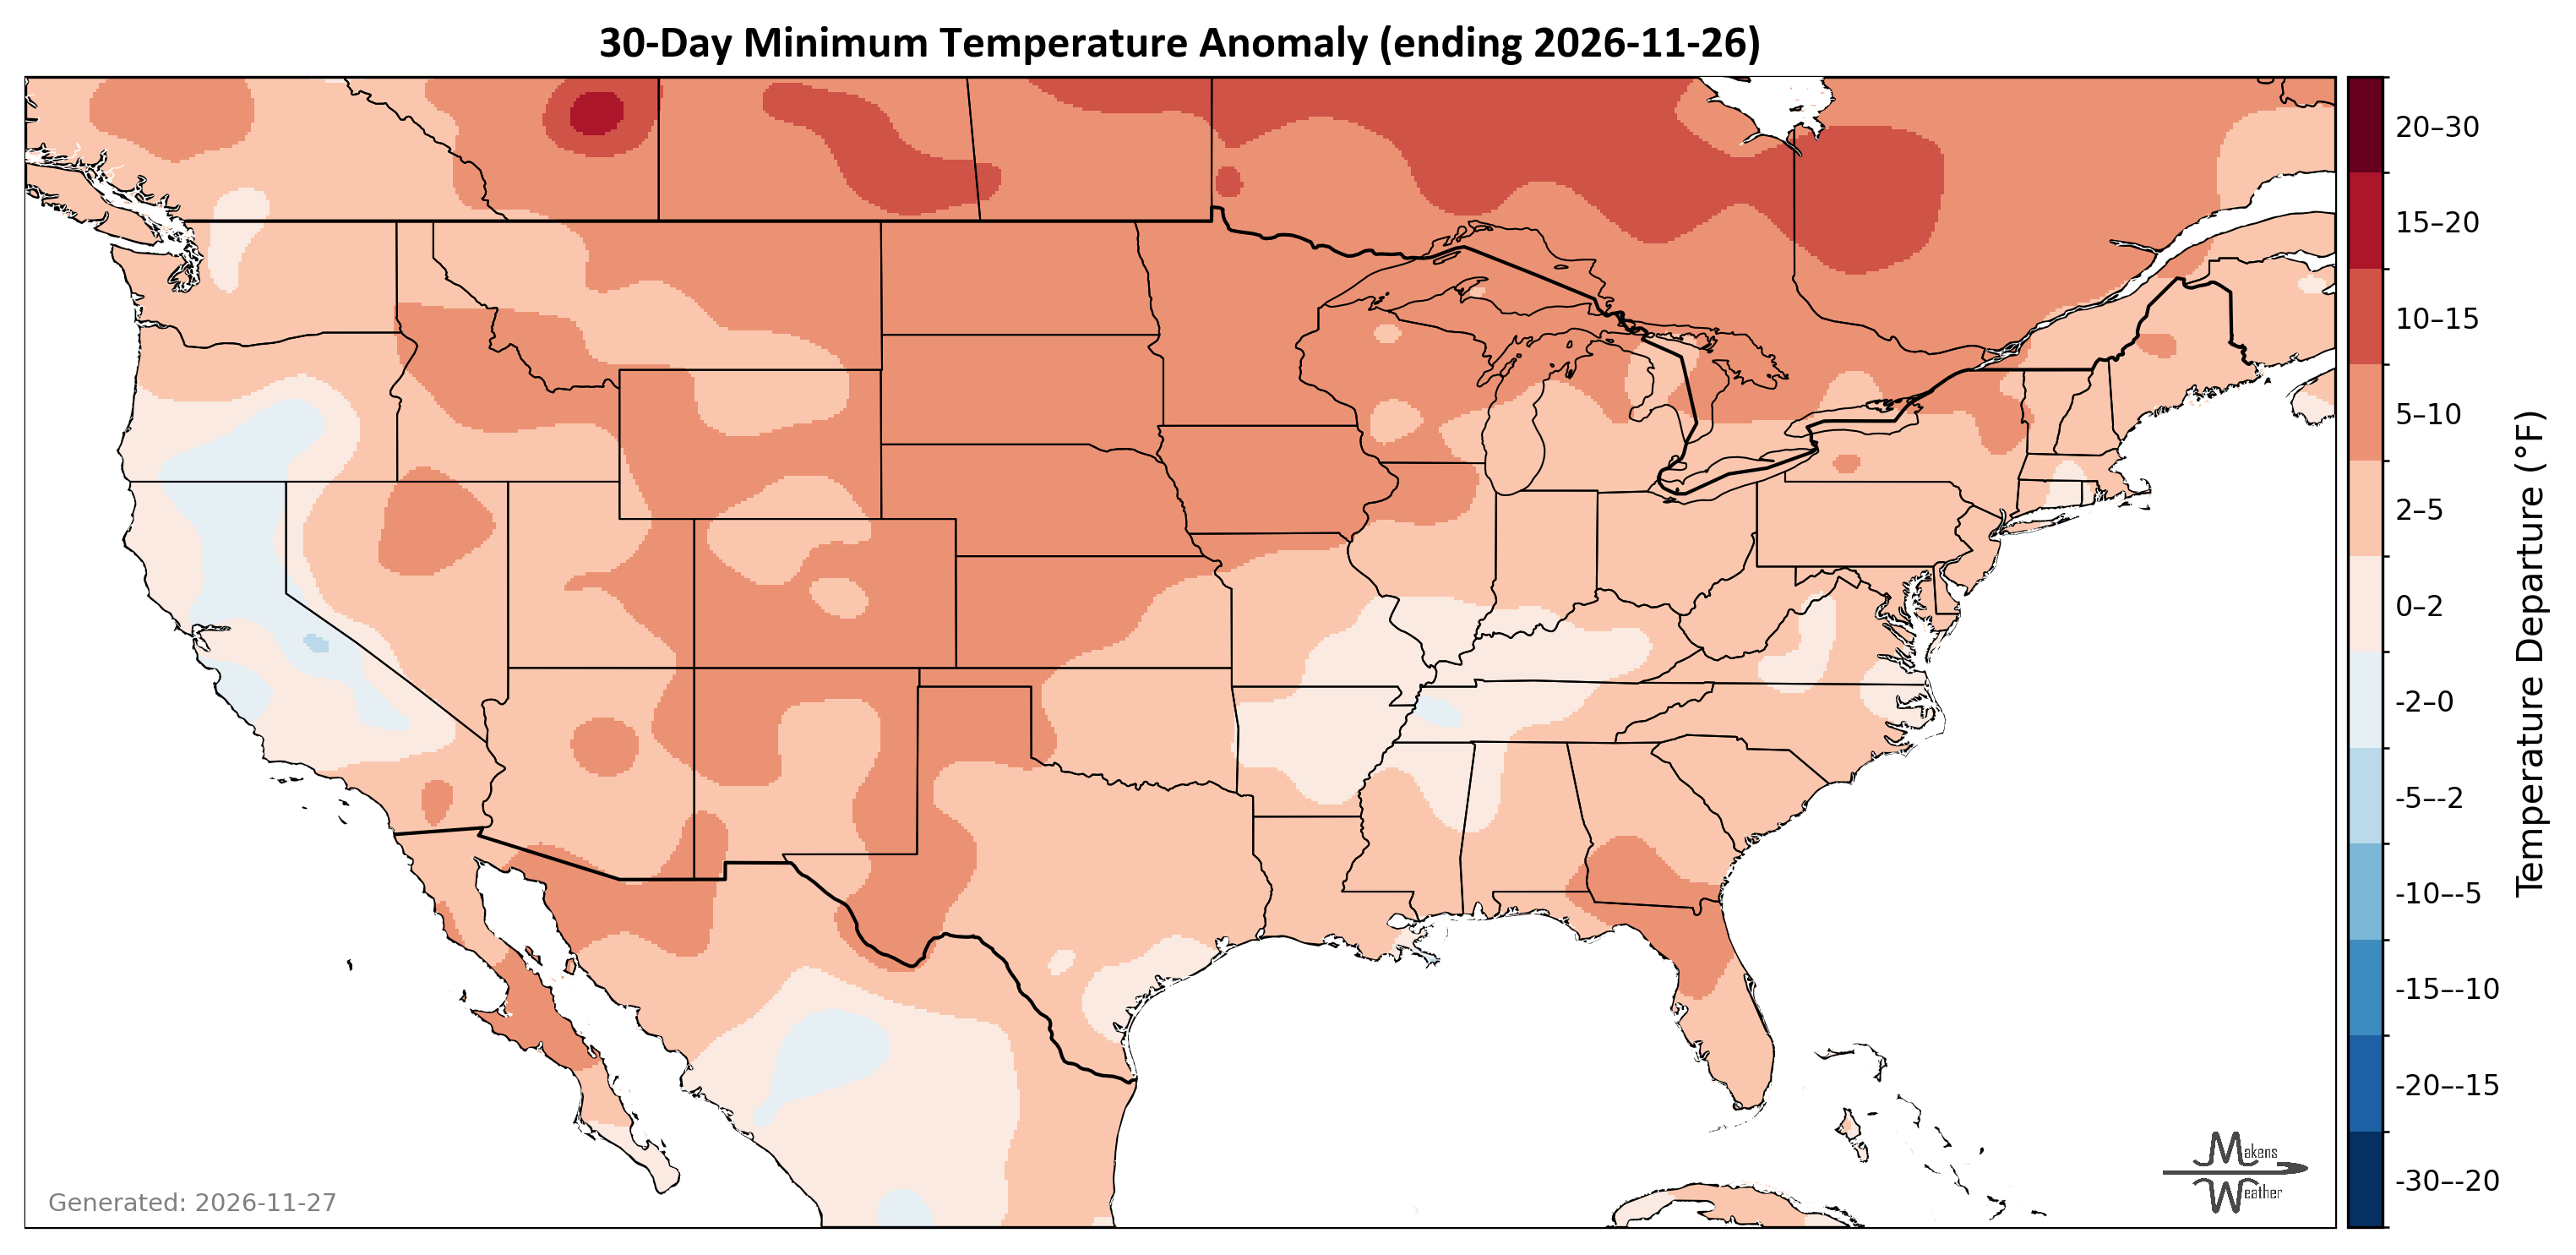 30-Day Minimum Temperature Anomaly (ending 2026-11-26)
20–30
15–20
10–15
5–10
2–5
0–2
-2–0
-5–-2
-10–-5
-15–-10
-20–-15
-30–-20
Temperature Departure (°F)
Generated: 2026-11-27
Makens
Weather